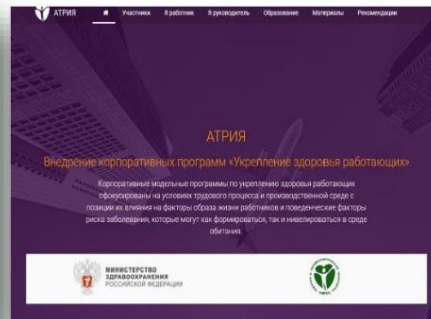 АТРИЯ
Участники
Я работник
Я руководитель
Образование
Материалы
Рекомендации
АТРИЯ
Внедрение корпоративных программ «Укрепление здоровья работающих»
Корпоративные модельные программы по укреплению здоровья работающих
сфокусированы на условиях трудового процесса и производственной среде с
позиции их влияния на факторы образа жизни работников и поведенческие факторы
риска заболевания, которые могут как формироваться, так и нивелироваться в среде
обитания.
МИНИСТЕРСТВО
ЗДРАВООХРАНЕНИЯ
РОССИЙСКОЙ ФЕДЕРАЦИИ